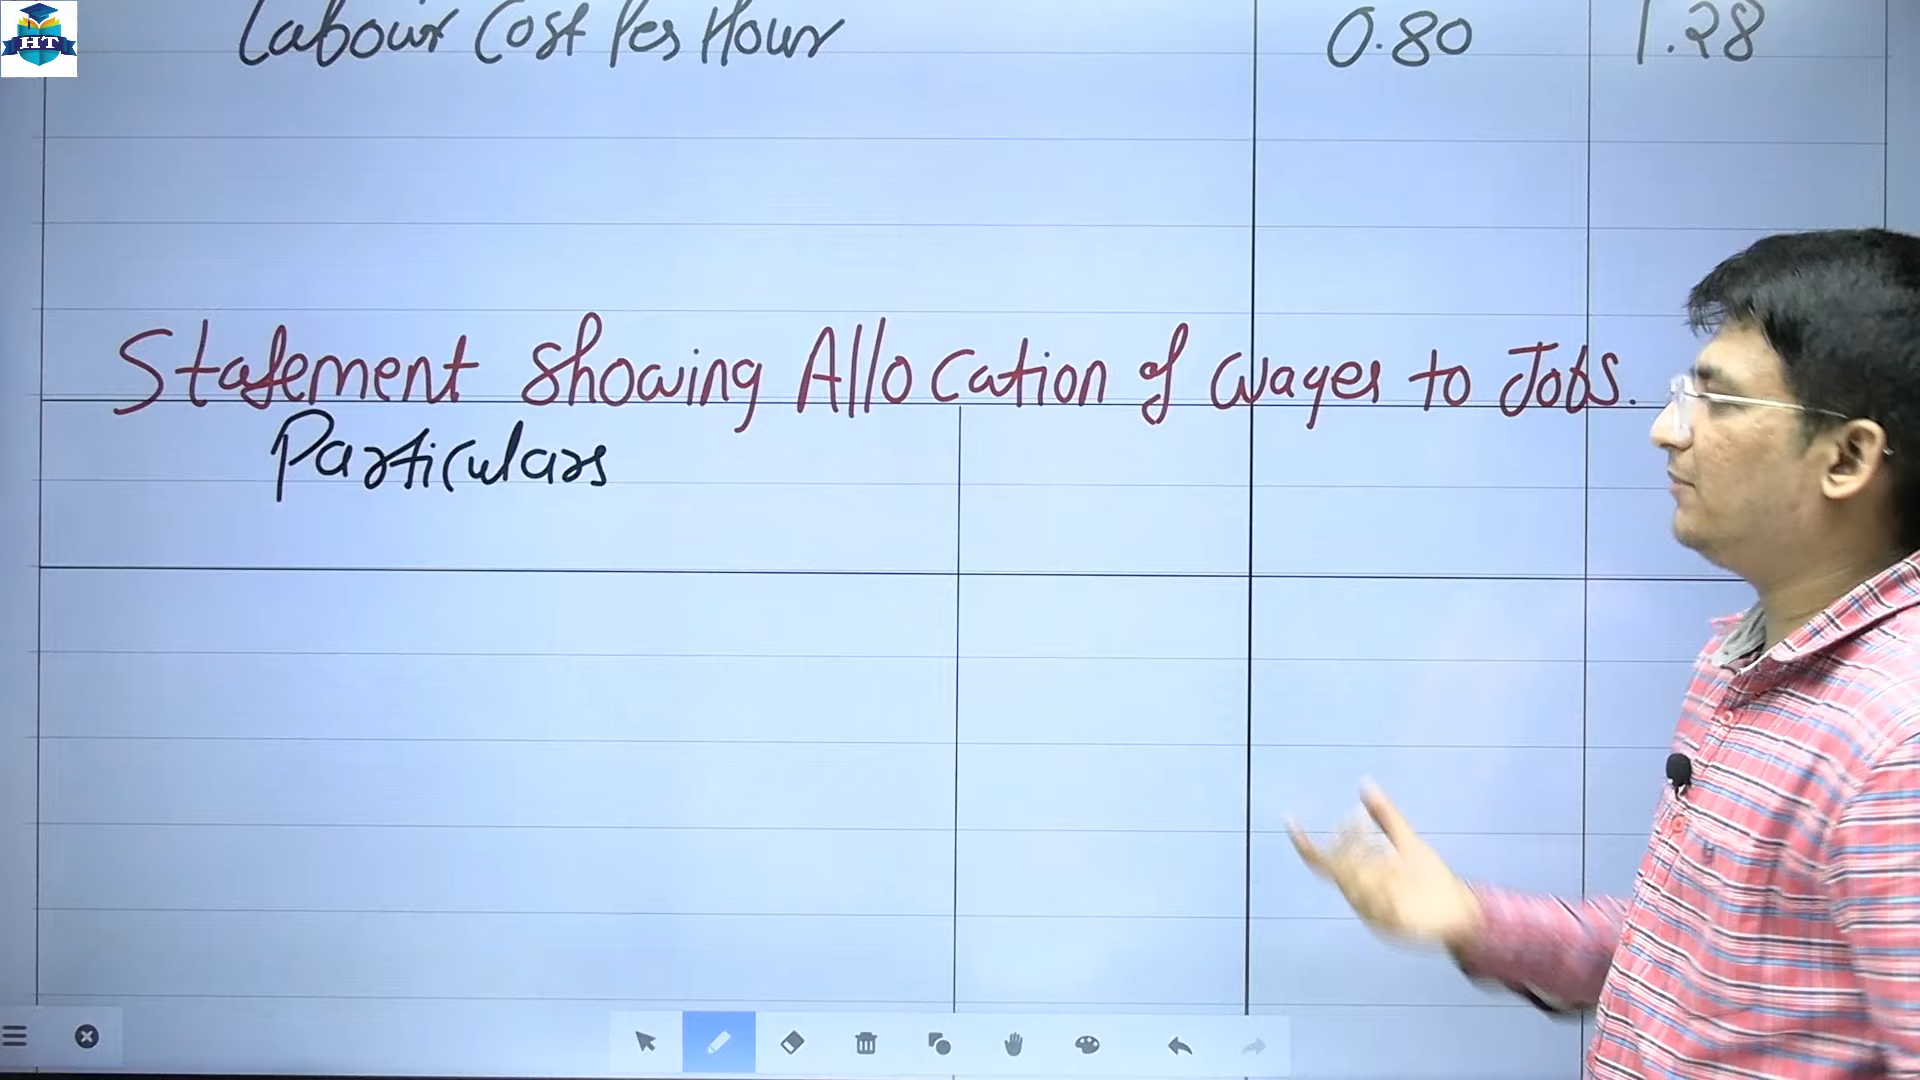 HT
Labour Cost Per Hour 0.80 1.28
Statement Showing Allocation of Wages to Jobs.
Particulars